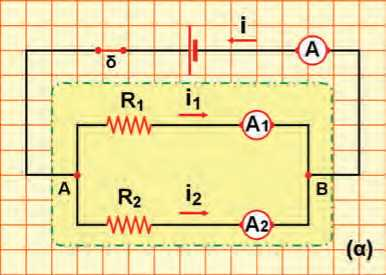 i
A
δ
R1 i1 A1
A B
R2 i2 A2
(α)